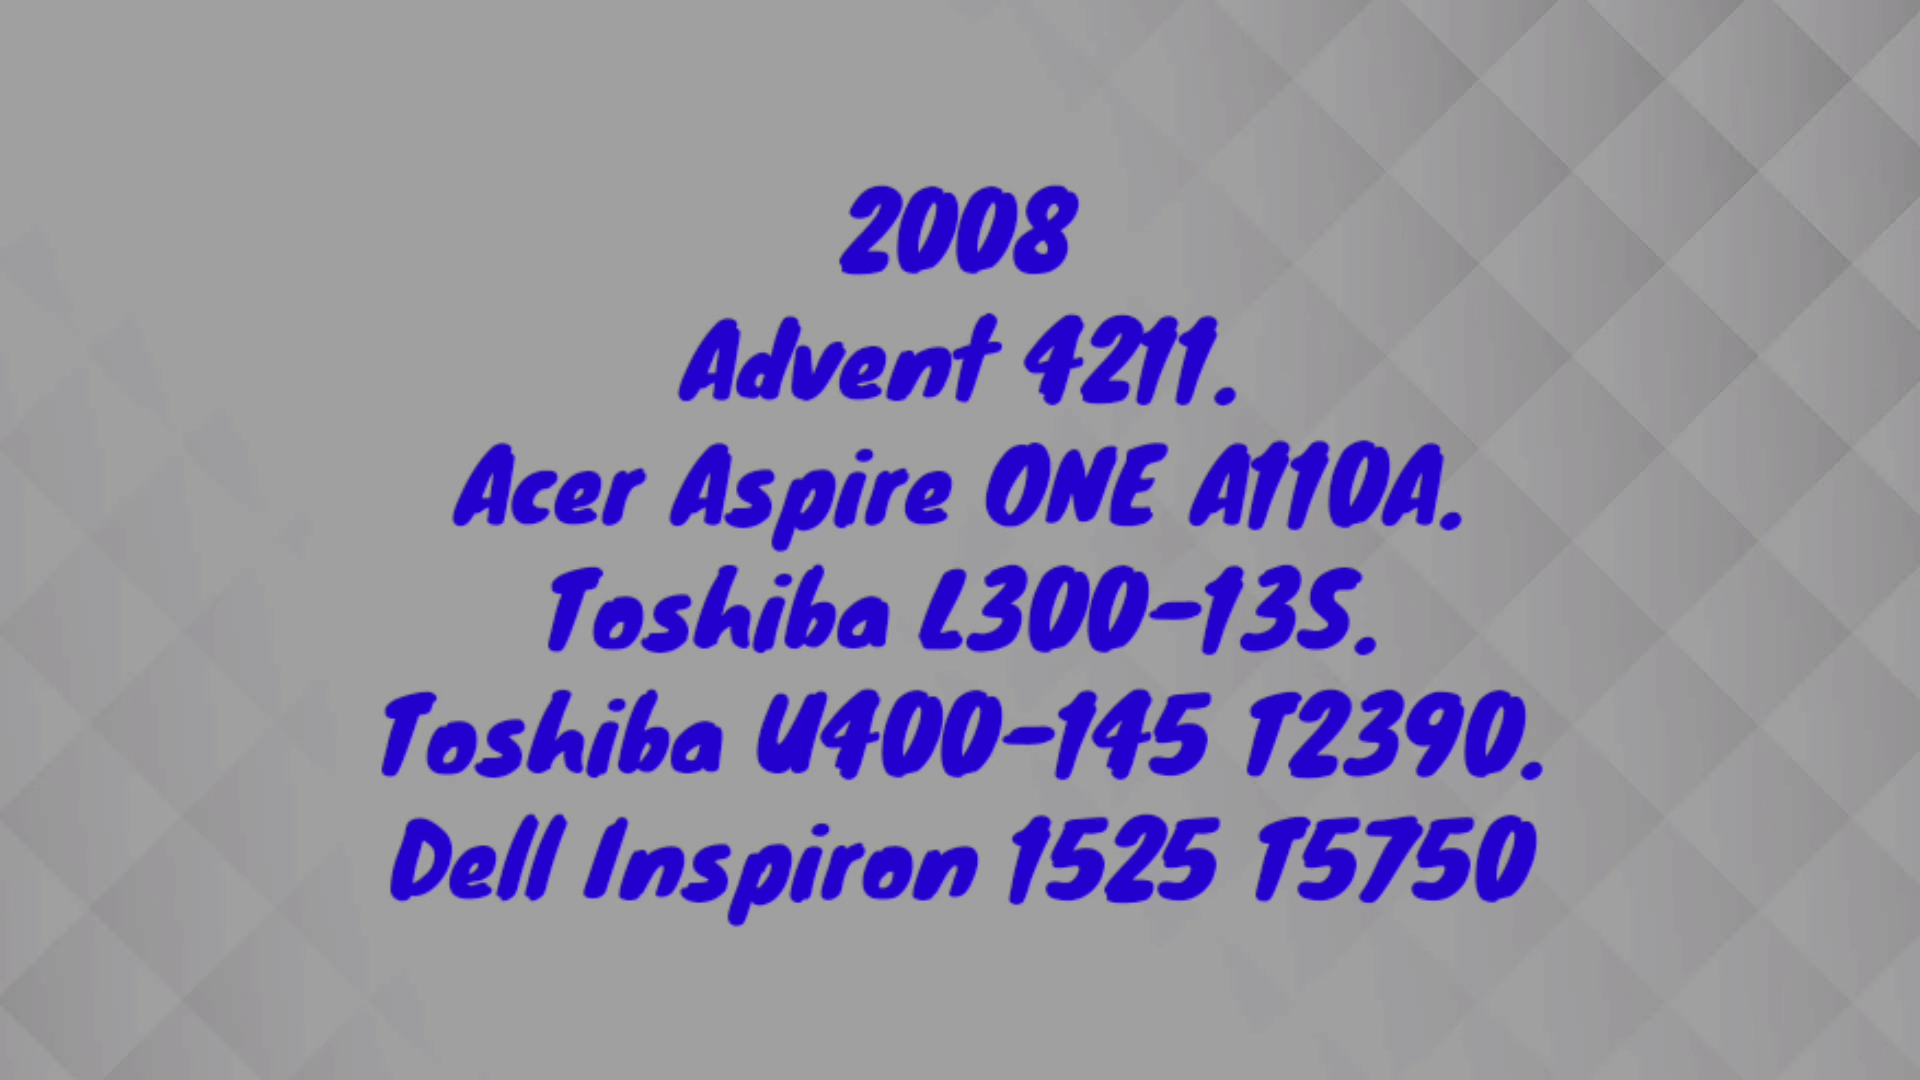 2008
Advent 4211.
Acer Aspire ONE A110A.
Toshiba L300-13S.
Toshiba U400-145 T2390.
Dell Inspiron 1525 T5750